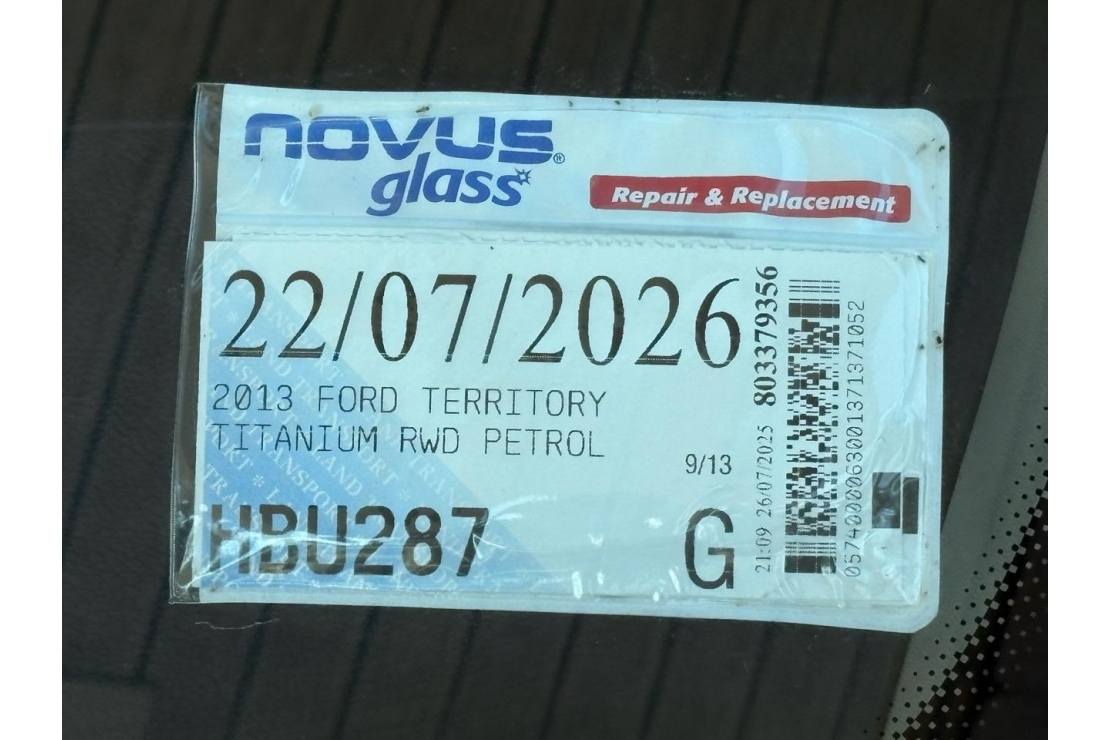 novus®
glass
Repair & Replacement
22/07/2026
2013 FORD TERRITORY
TITANIUM RWD PETROL
9/13
HBU287
G
21:09 26/07/2025 803379356
05740000063001371371052